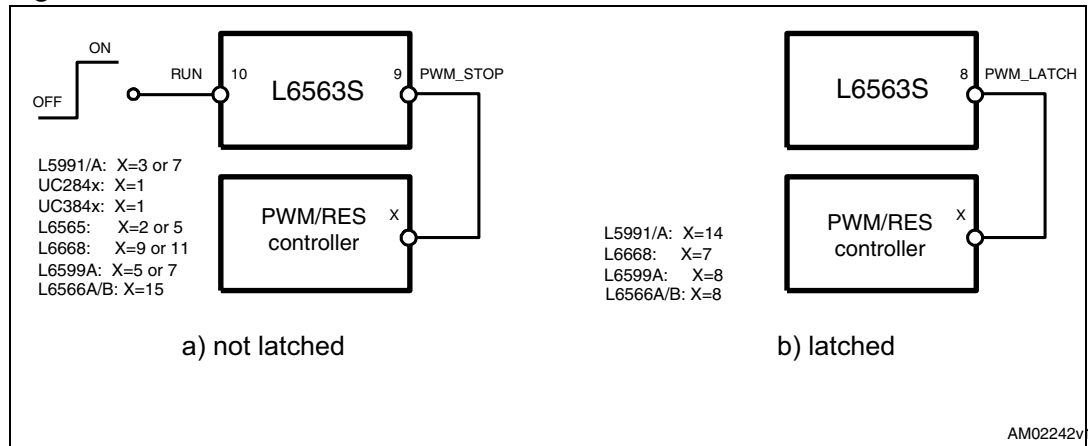 ON
OFF
RUN
10
L6563S
9
PWM_STOP
L5991/A: X=3 or 7
UC284x: X=1
UC384x: X=1
L6565: X=2 or 5
L6668: X=9 or 11
L6599A: X=5 or 7
L6566A/B: X=15
PWM/RES
controller
X
a) not latched
L6563S
8
PWM_LATCH
L5991/A: X=14
L6668: X=7
L6599A: X=8
L6566A/B: X=8
PWM/RES
controller
X
b) latched